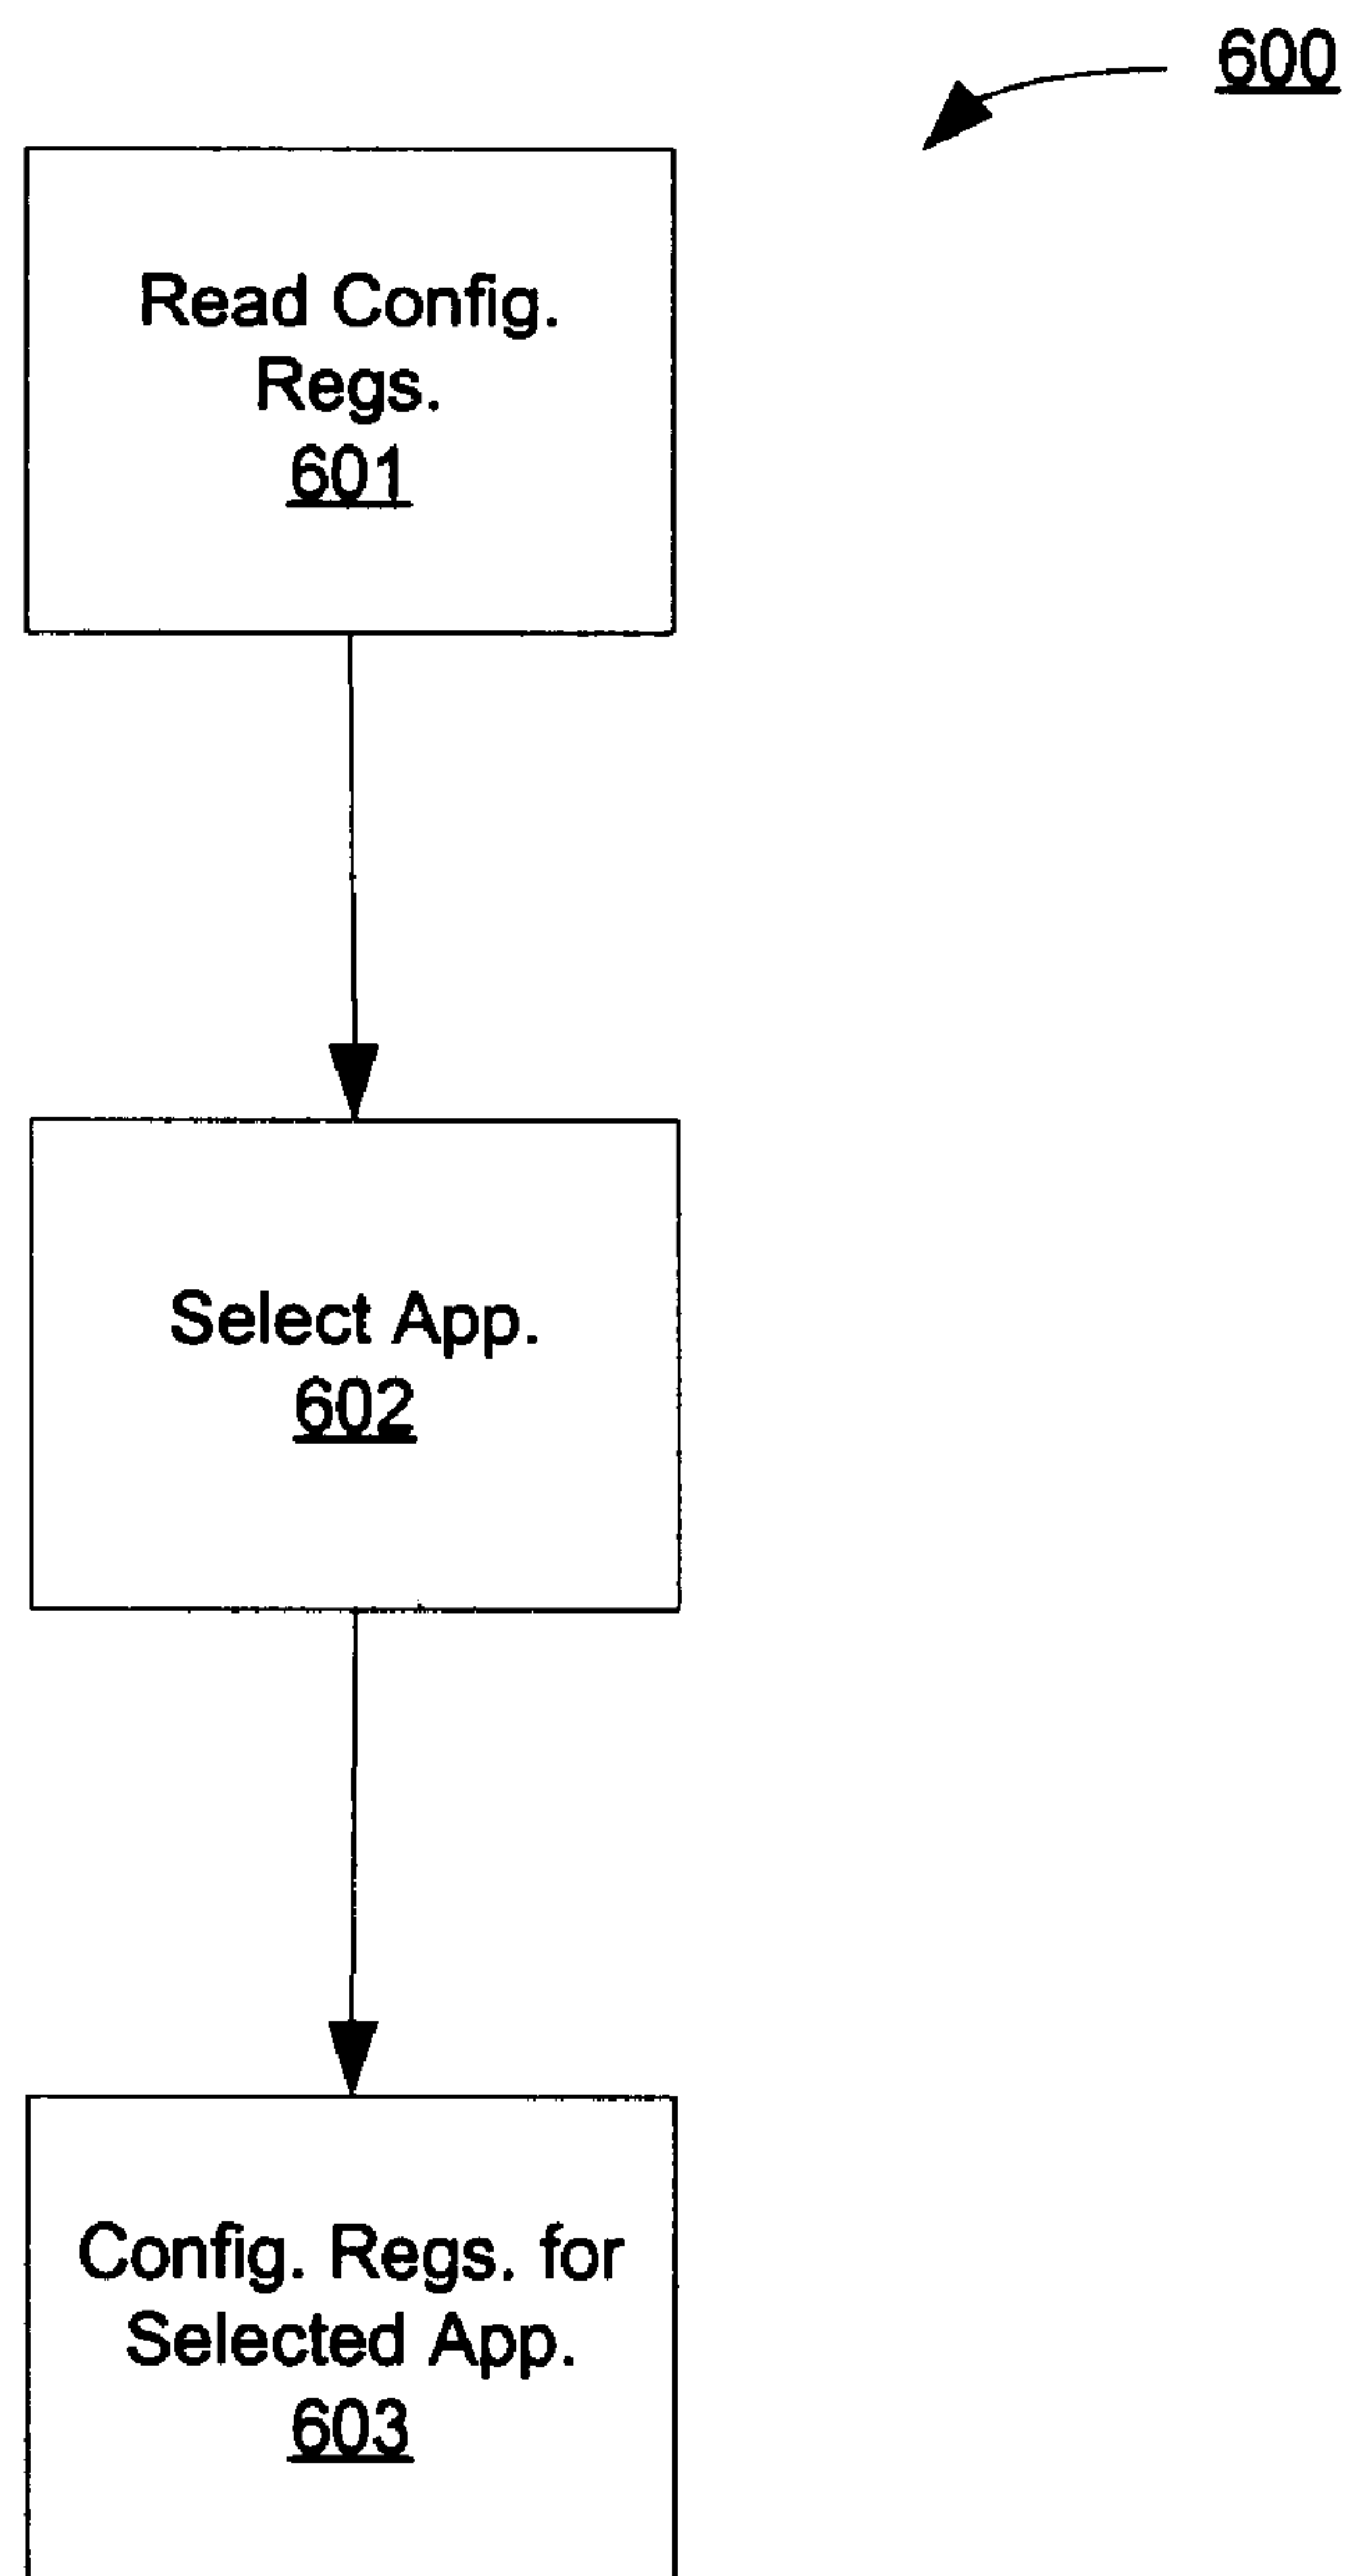 600
Read Config.
Regs.
601
Select App.
602
Config. Regs. for
Selected App.
603